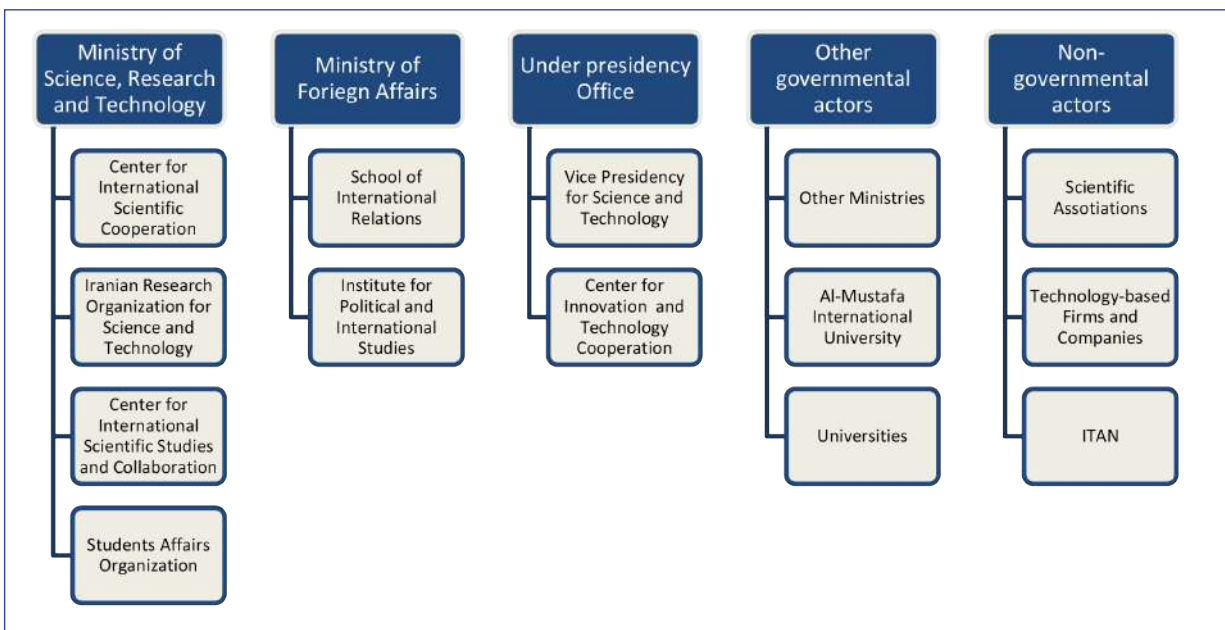 Ministry of
Science, Research
and Technology
Center for
International
Scientific
Cooperation
Iranian Research
Organization for
Science and
Technology
Center for
International
Scientific Studies
and Collaboration
Students Affairs
Organization
Ministry of
Foriegn Affairs
School of
International
Relations
Institute for
Political and
International
Studies
Under presidency
Office
Vice Presidency
for Science and
Technology
Center for
Innovation and
Technology
Cooperation
Other
governmental
actors
Other Ministries
Al-Mustafa
International
University
Universities
Non-
governmental
actors
Scientific
Assotiations
Technology-based
Firms and
Companies
ITAN